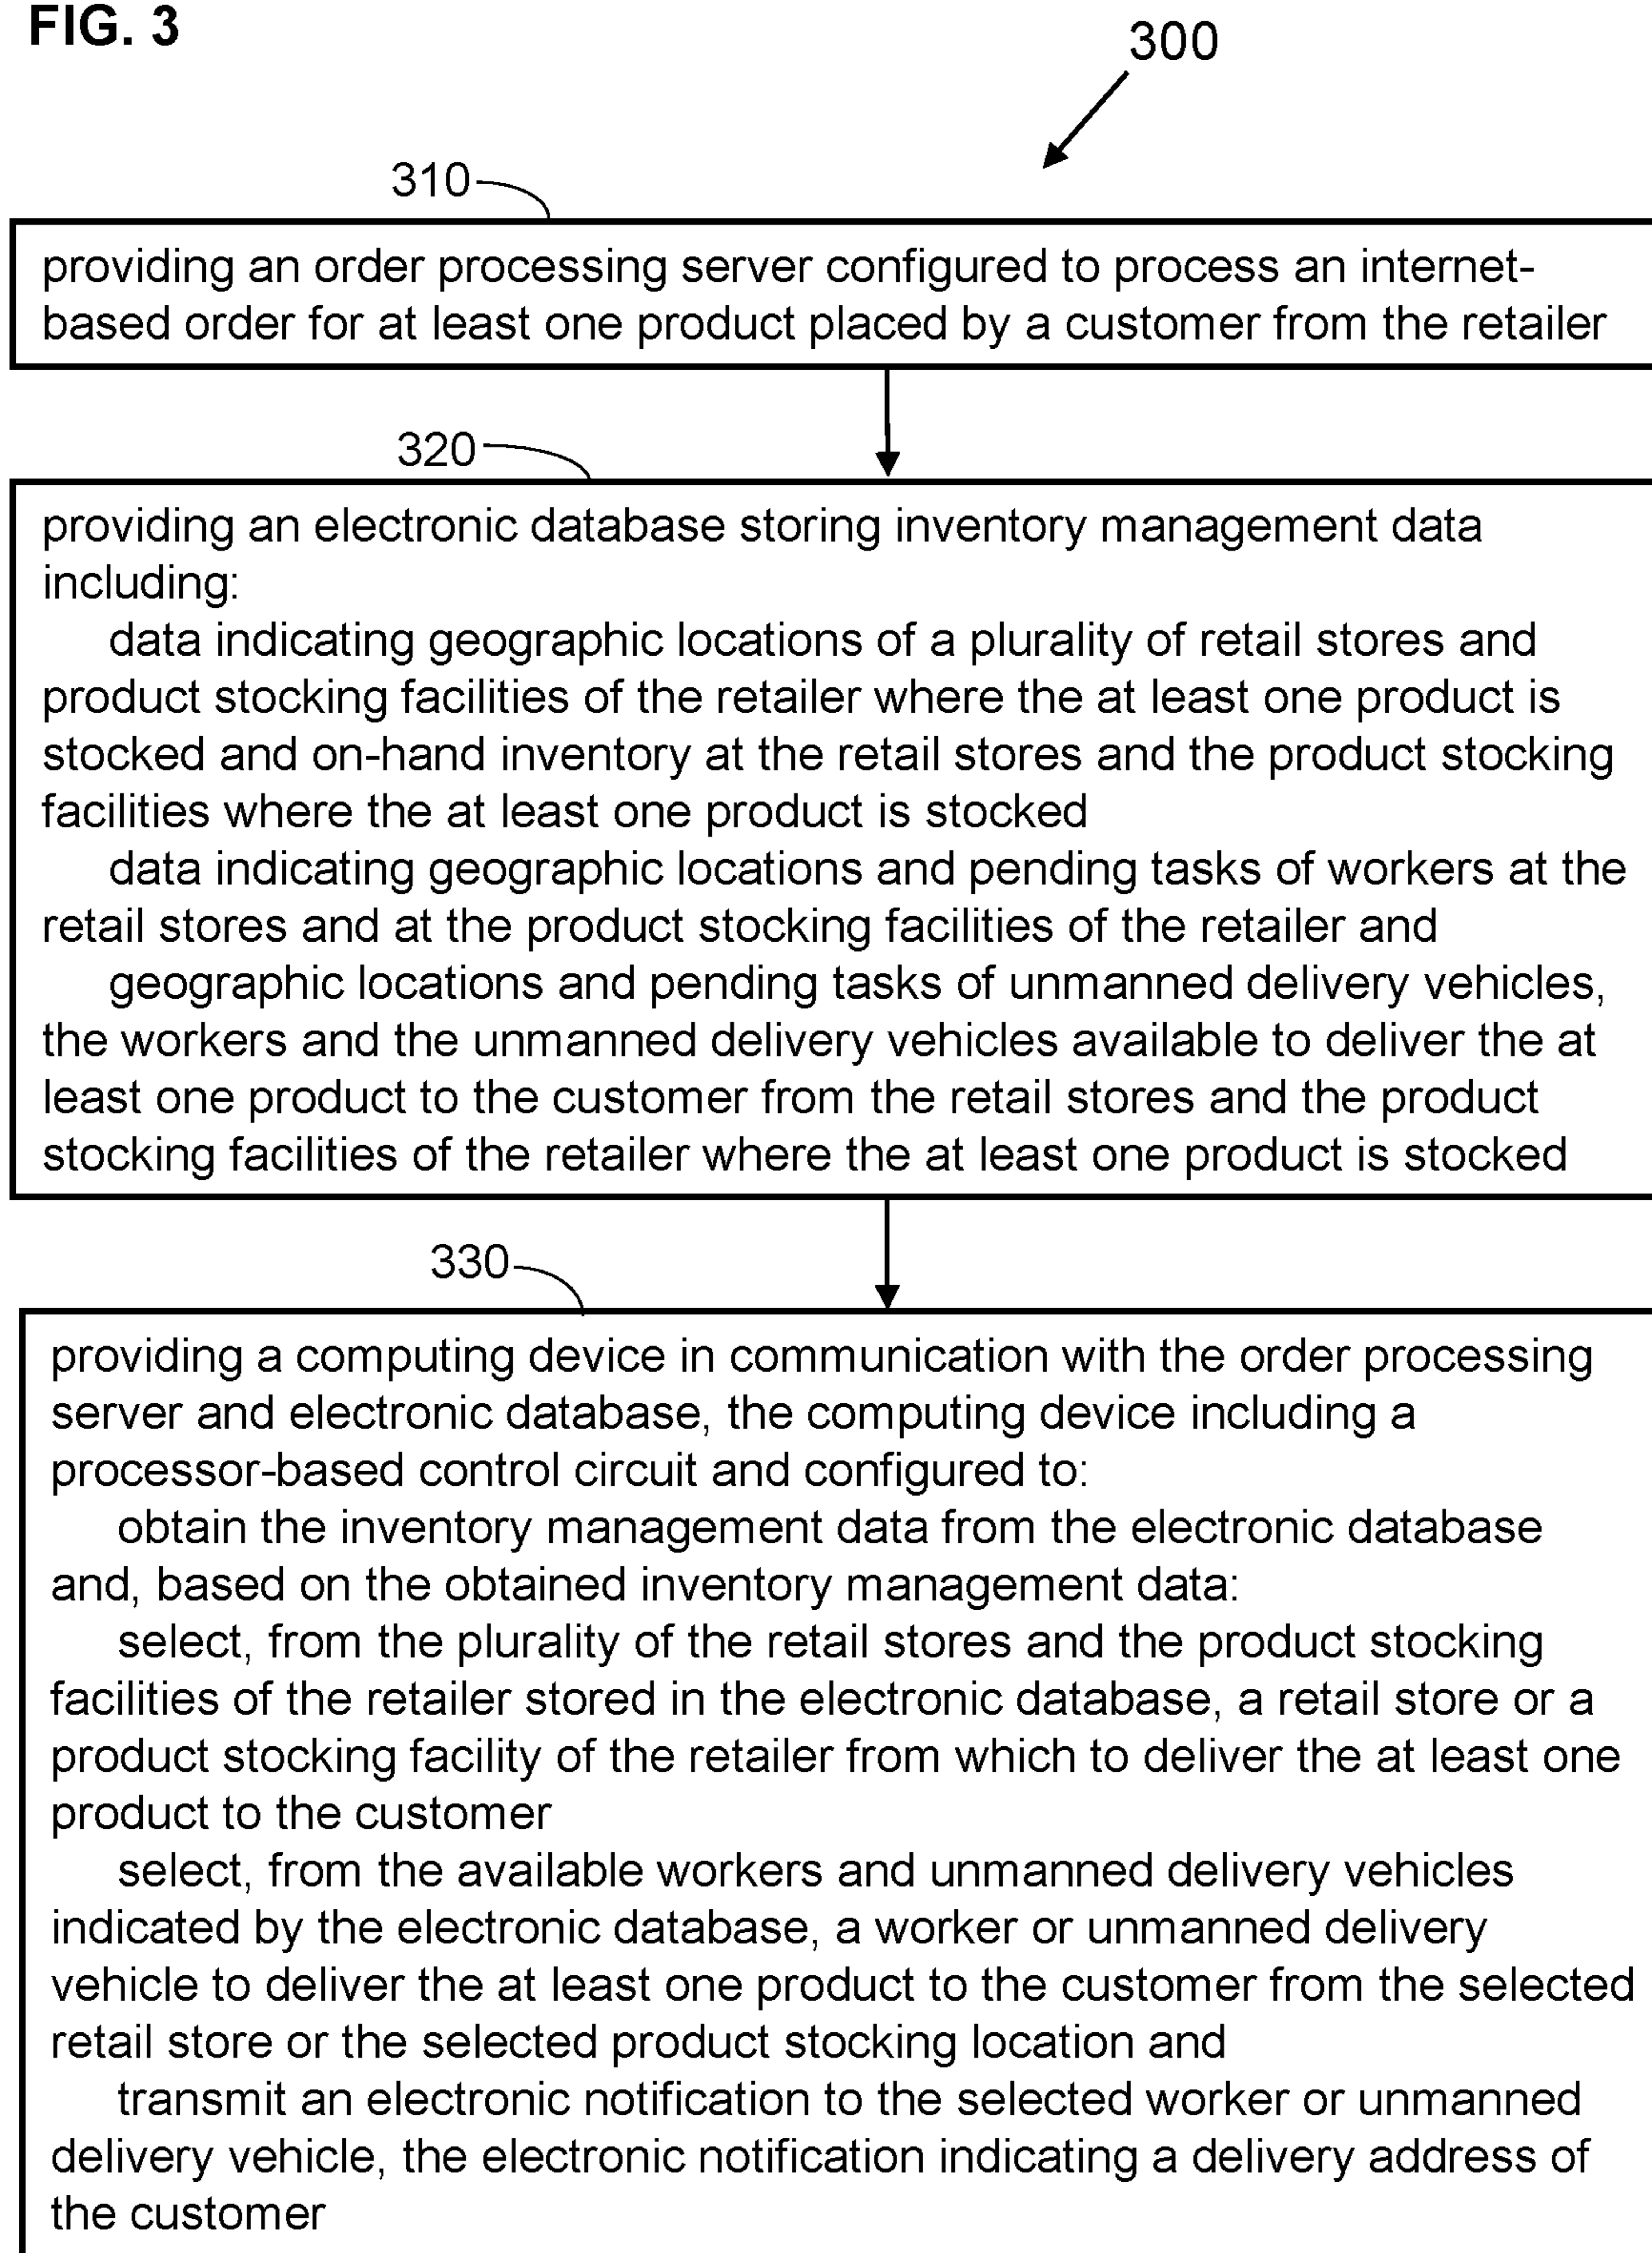 FIG. 3
300
310
providing an order processing server configured to process an internet-
based order for at least one product placed by a customer from the retailer
320
providing an electronic database storing inventory management data
including:
data indicating geographic locations of a plurality of retail stores and
product stocking facilities of the retailer where the at least one product is
stocked and on-hand inventory at the retail stores and the product stocking
facilities where the at least one product is stocked
data indicating geographic locations and pending tasks of workers at the
retail stores and at the product stocking facilities of the retailer and
geographic locations and pending tasks of unmanned delivery vehicles,
the workers and the unmanned delivery vehicles available to deliver the at
least one product to the customer from the retail stores and the product
stocking facilities of the retailer where the at least one product is stocked
330
providing a computing device in communication with the order processing
server and electronic database, the computing device including a
processor-based control circuit and configured to:
obtain the inventory management data from the electronic database
and, based on the obtained inventory management data:
select, from the plurality of the retail stores and the product stocking
facilities of the retailer stored in the electronic database, a retail store or a
product stocking facility of the retailer from which to deliver the at least one
product to the customer
select, from the available workers and unmanned delivery vehicles
indicated by the electronic database, a worker or unmanned delivery
vehicle to deliver the at least one product to the customer from the selected
retail store or the selected product stocking location and
transmit an electronic notification to the selected worker or unmanned
delivery vehicle, the electronic notification indicating a delivery address of
the customer